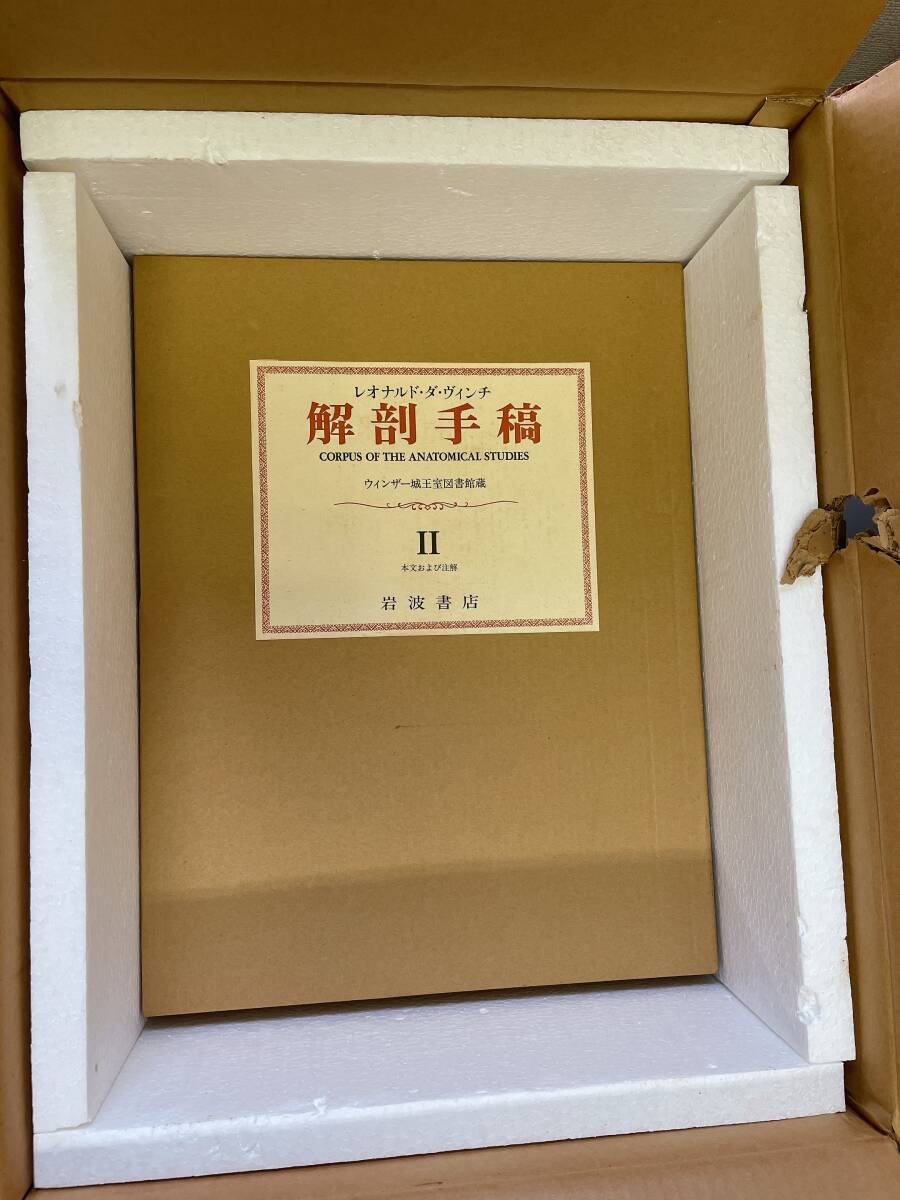 レオナルド・ダ・ヴィンチ
解剖手稿
CORPUS OF THE ANATOMICAL STUDIES
ウィンザー城王室図書館蔵
II
本文および注解
岩波書店